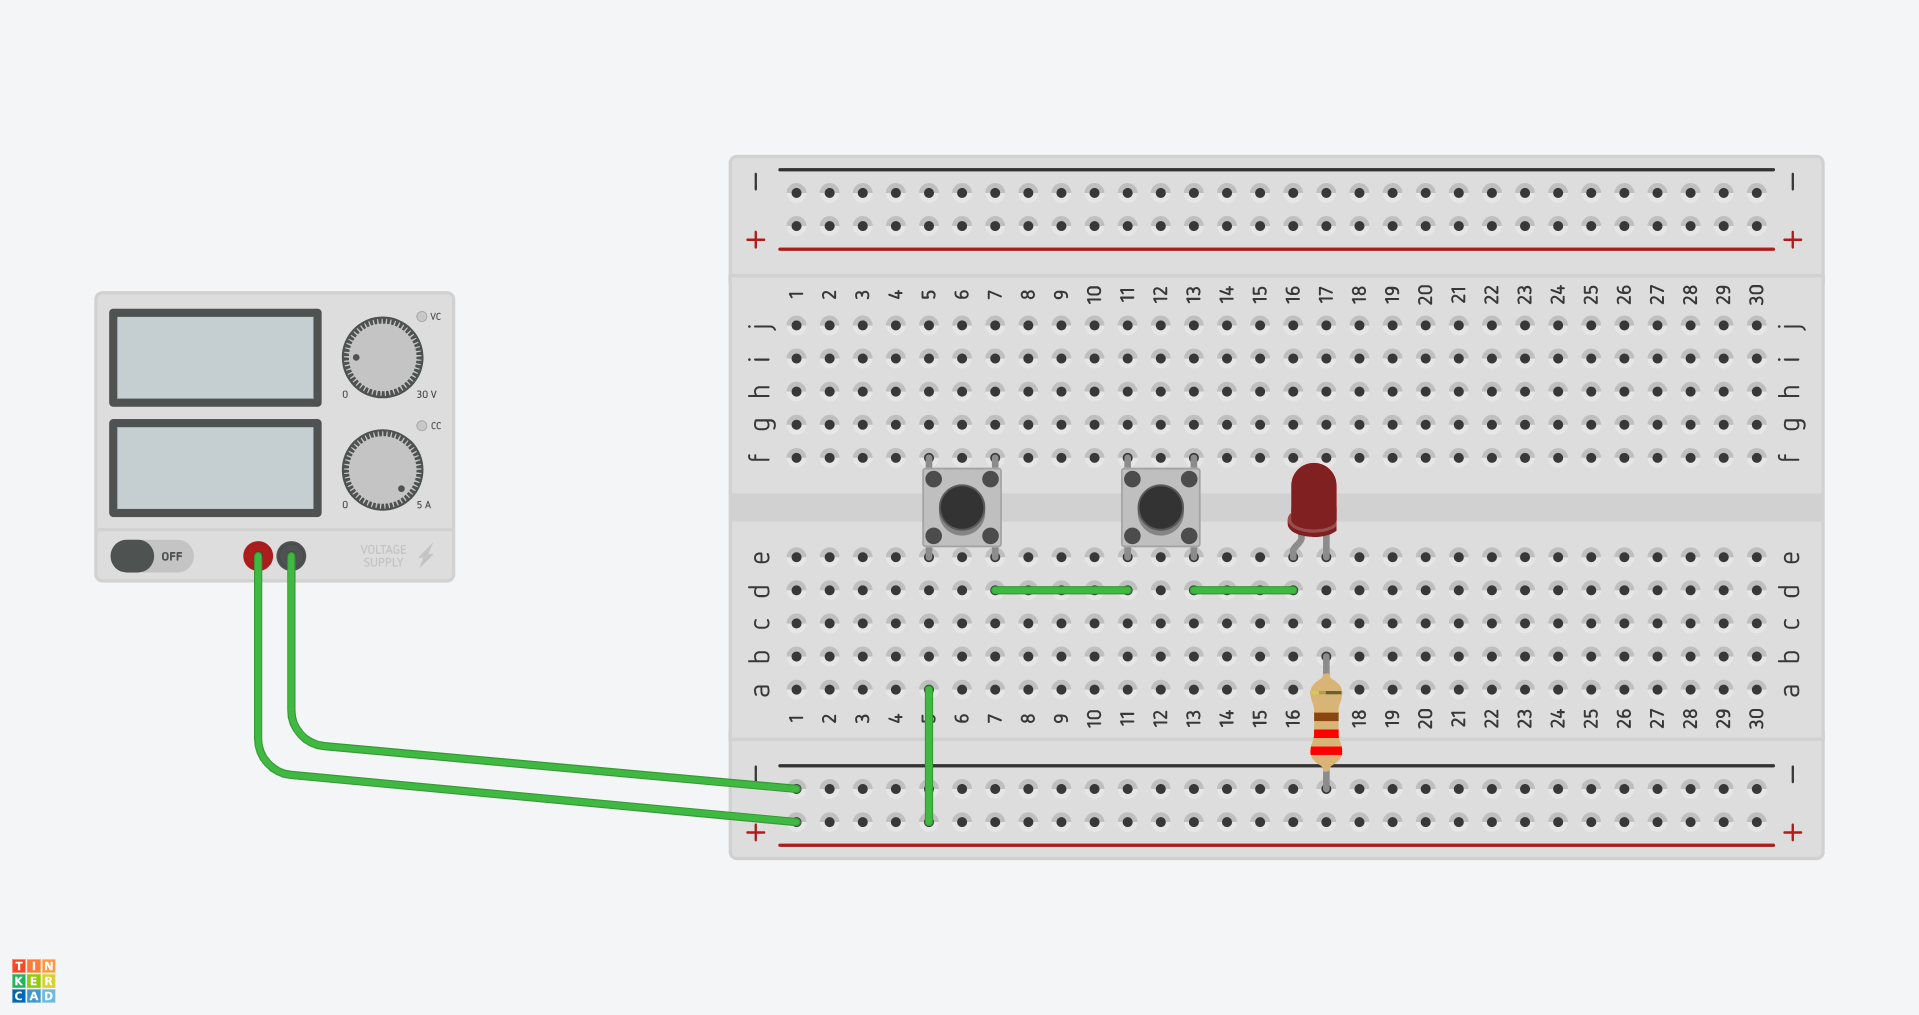 − −
+ +
1 2 3 4 5 6 7 8 9 10 11 12 13 14 15 16 17 18 19 20 21 22 23 24 25 26 27 28 29 30
j j
VC
i i
0 30 V
h h
g g
CC
f f
0 5 A
OFF
VOLTAGE
SUPPLY
e e
d d
c c
b b
a a
1 2 3 4 5 6 7 8 9 10 11 12 13 14 15 16 18 19 20 21 22 23 24 25 26 27 28 29 30
− −
+ +
TIN
KER
CAD